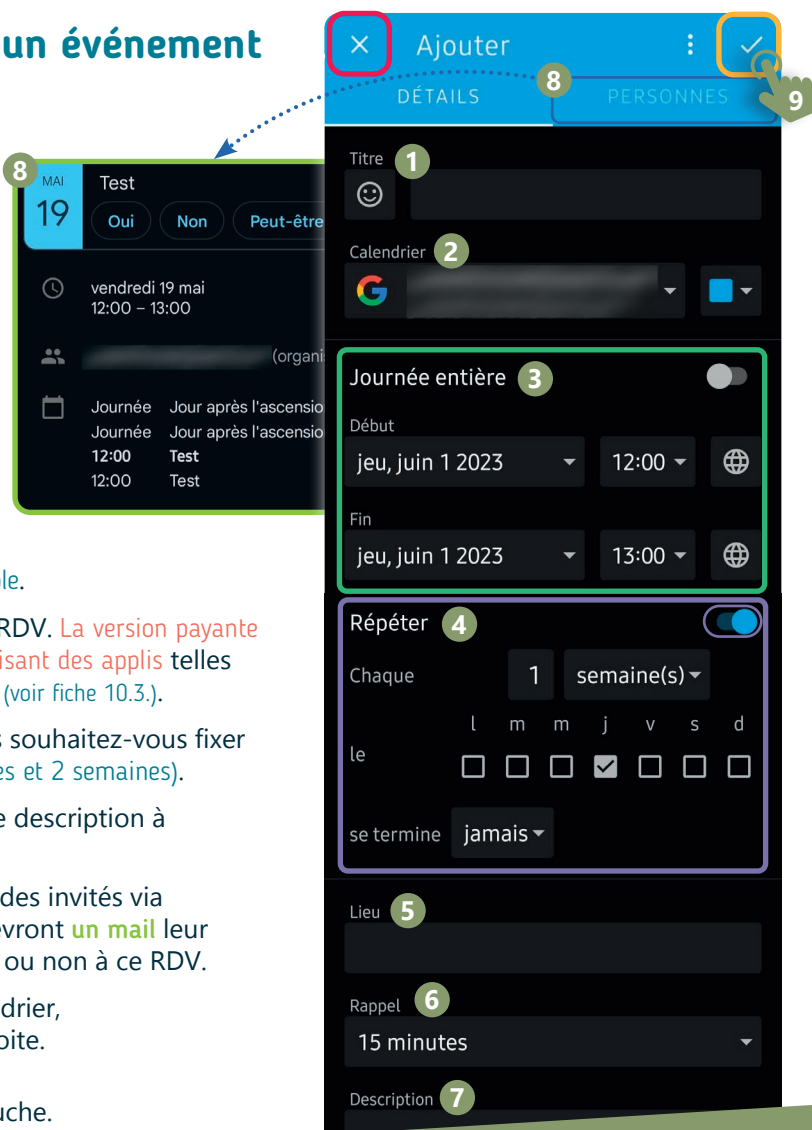 un événement
8
MAI
19
Test
Oui Non Peut-être
vendredi 19 mai
12:00 – 13:00
(organi
Journée Jour après l'ascension
Journée Jour après l'ascensio
12:00 Test
12:00 Test
le.
RDV. La version payante
isant des applis telles
(voir fiche 10.3.).
s souhaitez-vous fixer
es et 2 semaines).
e description à
des invités via
evront un mail leur
ou non à ce RDV.
drier,
oite.
uche.
Ajouter
9
DÉTAILS 8 PERSONNES
Titre 1
Calendrier 2
G
Journée entière 3
Début
jeu, juin 1 2023 12:00
Fin
jeu, juin 1 2023 13:00
Répéter 4
Chaque 1 semaine(s)
l m m j v s d
le
se termine jamais
Lieu 5
Rappel 6
15 minutes
Description 7